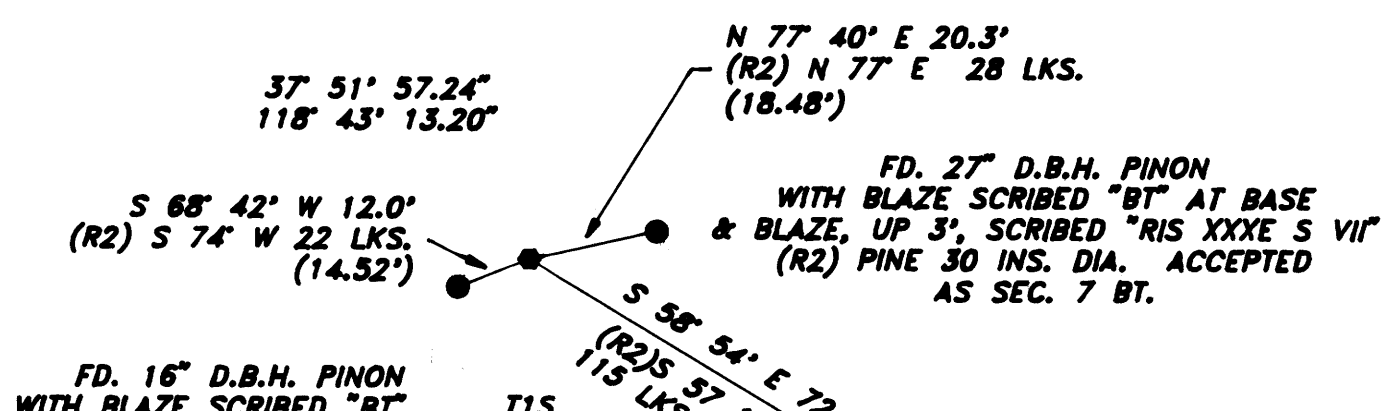 N 77° 40' E 20.3'
(R2) N 77° E 28 LKS.
(18.48')
37° 51' 57.24"
118° 43' 13.20"
FD. 27" D.B.H. PINON
WITH BLAZE SCRIBED "BT" AT BASE
& BLAZE, UP 3', SCRIBED "RIS XXXE S VII"
(R2) PINE 30 INS. DIA. ACCEPTED
AS SEC. 7 BT.
S 68° 42' W 12.0'
(R2) S 74° W 22 LKS.
(14.52')
S 58° 54' E 72
(R2)S 57
115 LKS
FD. 16" D.B.H. PINON
WITH BLAZE SCRIBED "BT"
T1S